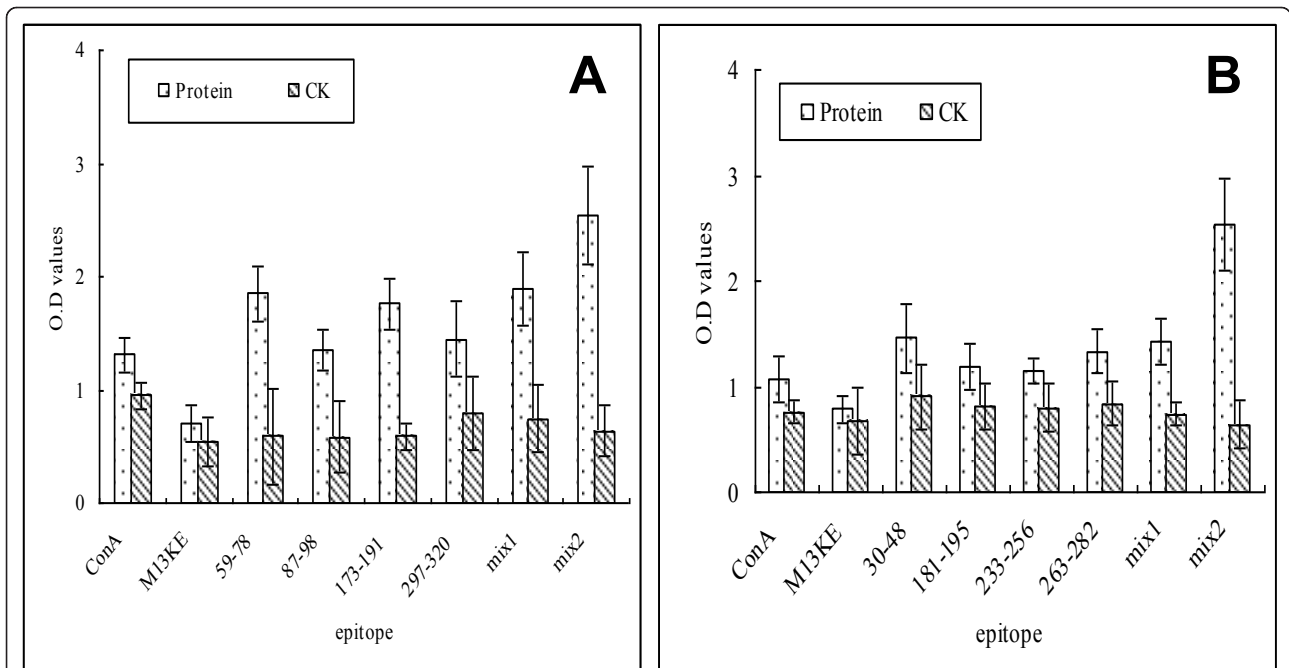 A
Protein CK
4
3
2
1
0
O.D values
ConA M13KE 59-78 87-98 173-191 297-320 mix1 mix2
epitope
B
Protein CK
4
3
2
1
0
O.D values
ConA M13KE 30-48 181-195 233-256 263-282 mix1 mix2
epitope